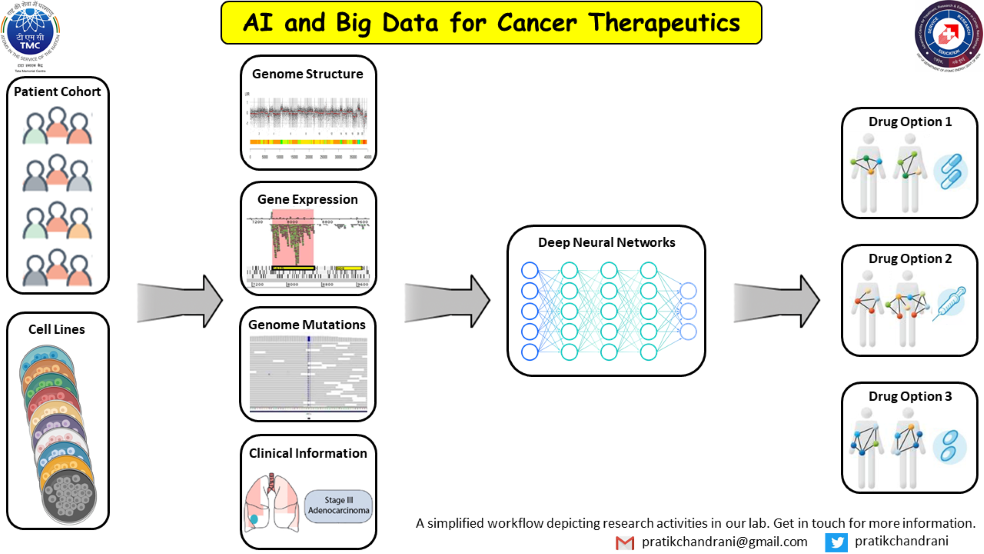 AI and Big Data for Cancer Therapeutics
टी एम सी
TMC
Patient Cohort
Cell Lines
Genome Structure
Gene Expression
Genome Mutations
Clinical Information
Stage III
Adenocarcinoma
Deep Neural Networks
Drug Option 1
Drug Option 2
Drug Option 3
A simplified workflow depicting research activities in our lab. Get in touch for more information.
pratikchandrani@gmail.com
pratikchandrani